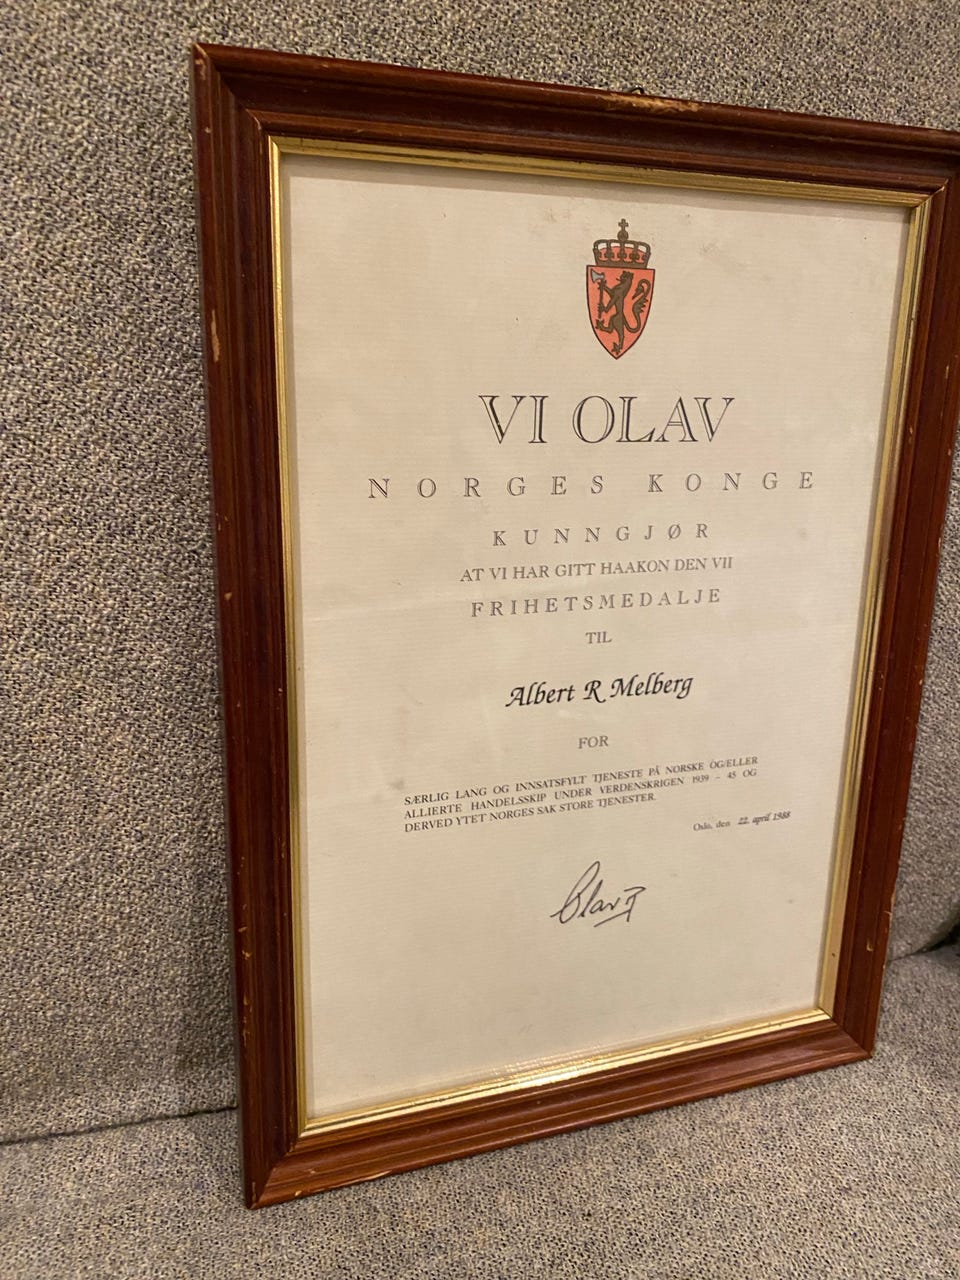 VI OLAV
NORGES KONGE
KUNNGJØR
AT VI HAR GITT HAAKON DEN VII
FRIHETSMEDALJE
TIL
Albert R Melberg
FOR
SÆRLIG LANG OG INNSATSFYLT TJENESTE PÅ NORSKE OG/ELLER
ALLIERTE HANDELSSKIP UNDER VERDENSKRIGEN 1939 – 45 OG
DERVED YTET NORGES SAK STORE TJENESTER.
Oslo, den 22. april 1988
Olav R